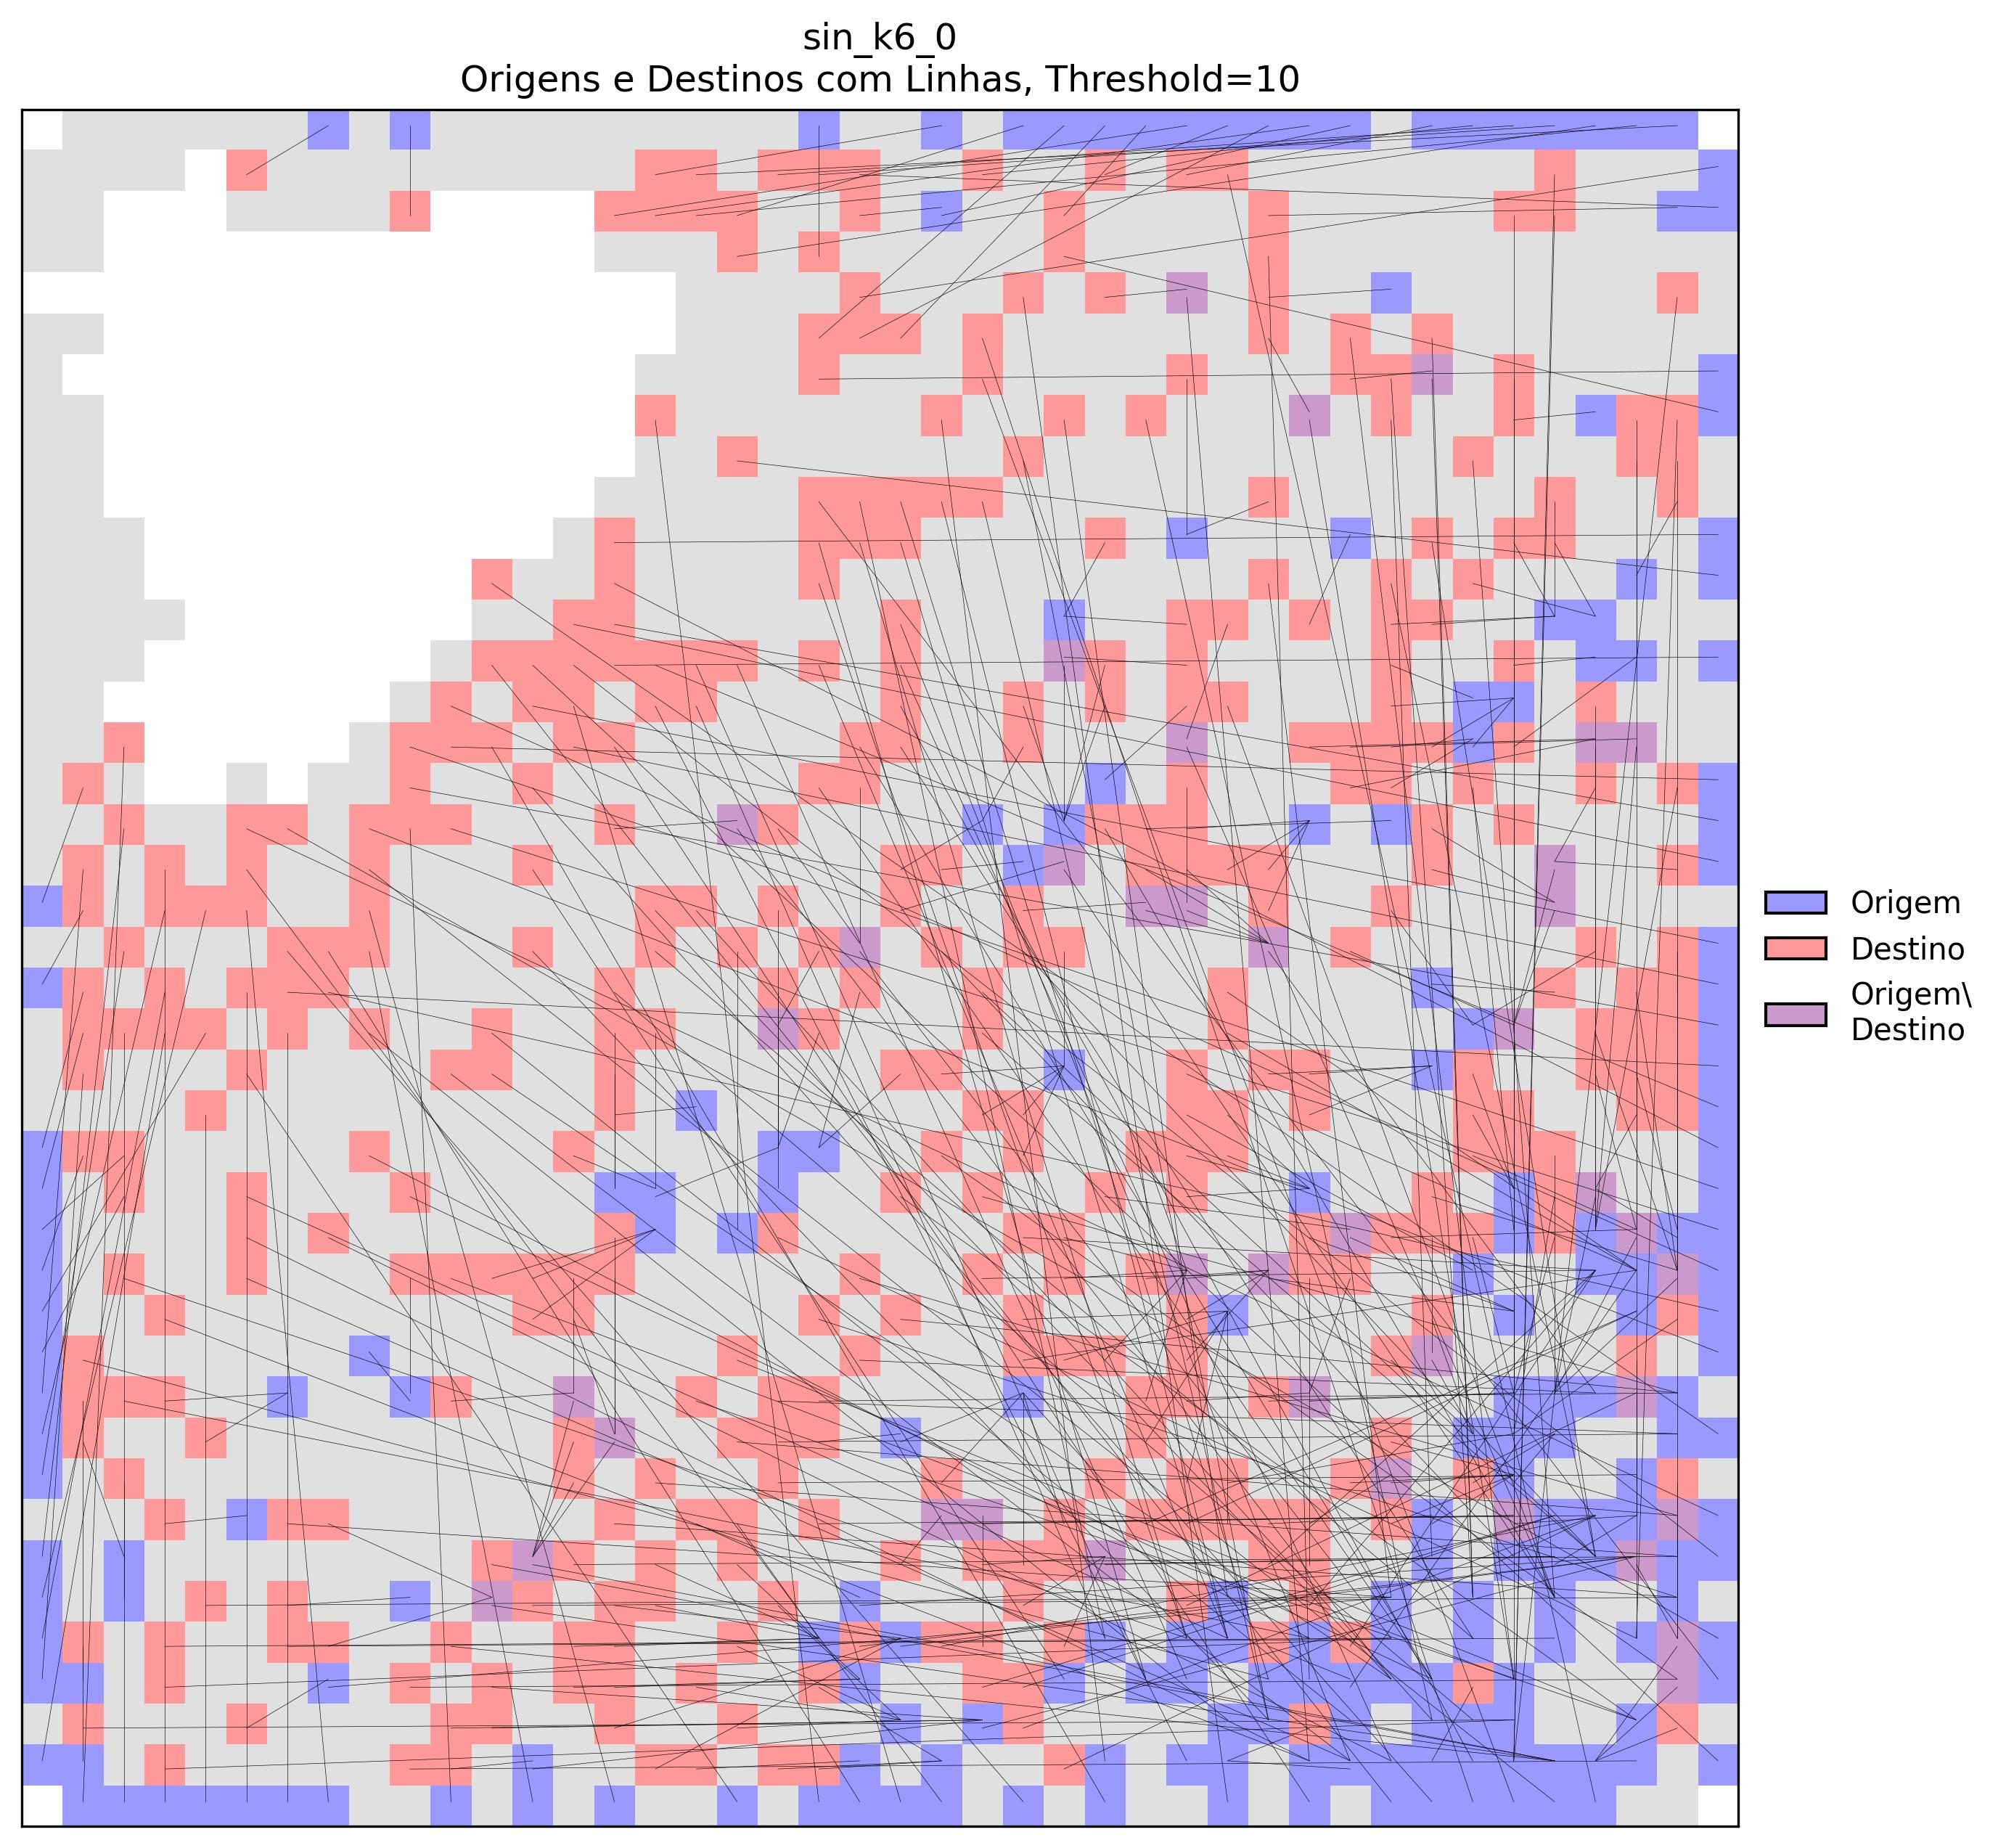 sin_k6_0
Origens e Destinos com Linhas, Threshold=10
Origem
Destino
Origem\
Destino